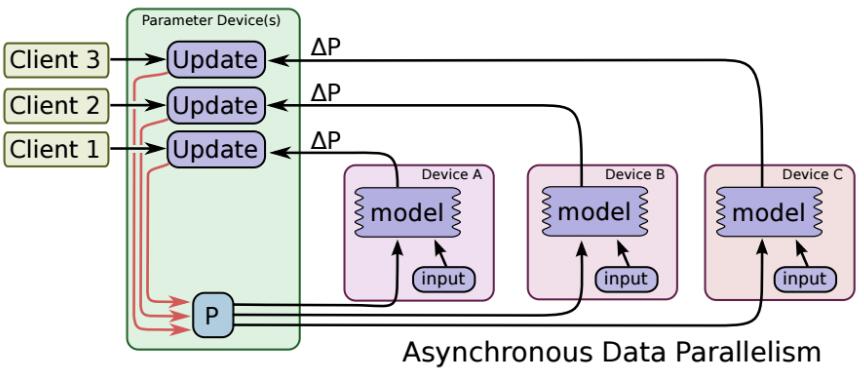 Parameter Device(s)
Client 3
Update
ΔP
Client 2
Update
ΔP
Client 1
Update
ΔP
Device A
Device B
Device C
model
model
model
input
input
input
P
Asynchronous Data Parallelism